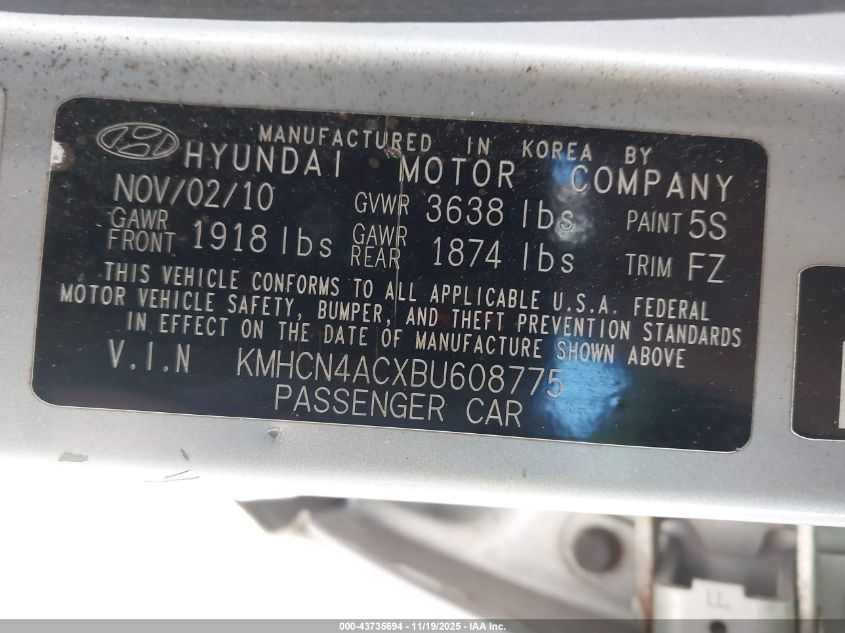 MANUFACTURED IN KOREA BY
HYUNDAI MOTOR COMPANY
NOV/02/10 GVWR 3638 lbs PAINT 5S
GAWR FRONT 1918 lbs GAWR REAR 1874 lbs TRIM FZ
THIS VEHICLE CONFORMS TO ALL APPLICABLE U.S.A. FEDERAL
MOTOR VEHICLE SAFETY, BUMPER, AND THEFT PREVENTION STANDARDS
IN EFFECT ON THE DATE OF MANUFACTURE SHOWN ABOVE
V.I.N KMHCN4ACXBU608775
PASSENGER CAR
F
000-43735694 - 11/19/2025 - IAA Inc.